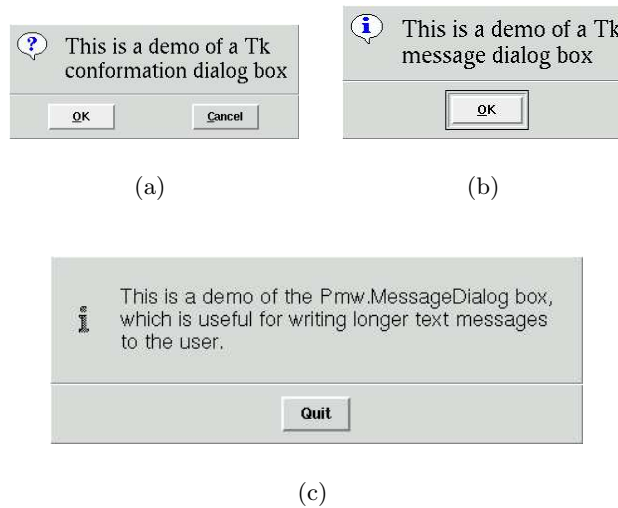 This is a demo of a Tk
conformation dialog box
OK
Cancel
(a)
This is a demo of a Tk
message dialog box
OK
(b)
This is a demo of the Pmw.MessageDialog box,
which is useful for writing longer text messages
to the user.
Quit
(c)